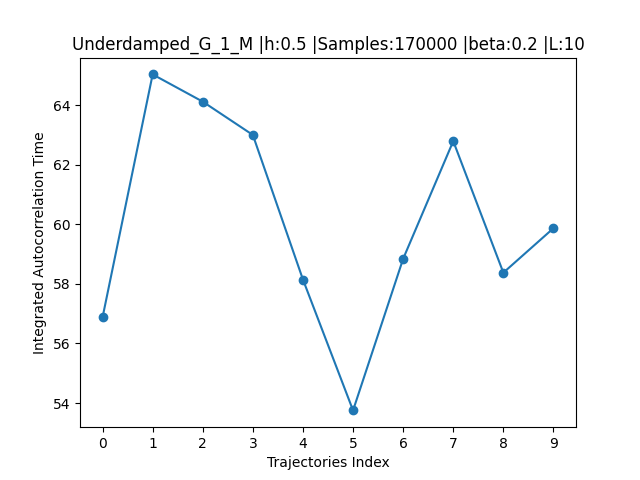 Underdamped_G_1_M |h:0.5 |Samples:170000 |beta:0.2 |L:10
Integrated Autocorrelation Time
64
62
60
58
56
54
0 1 2 3 4 5 6 7 8 9
Trajectories Index